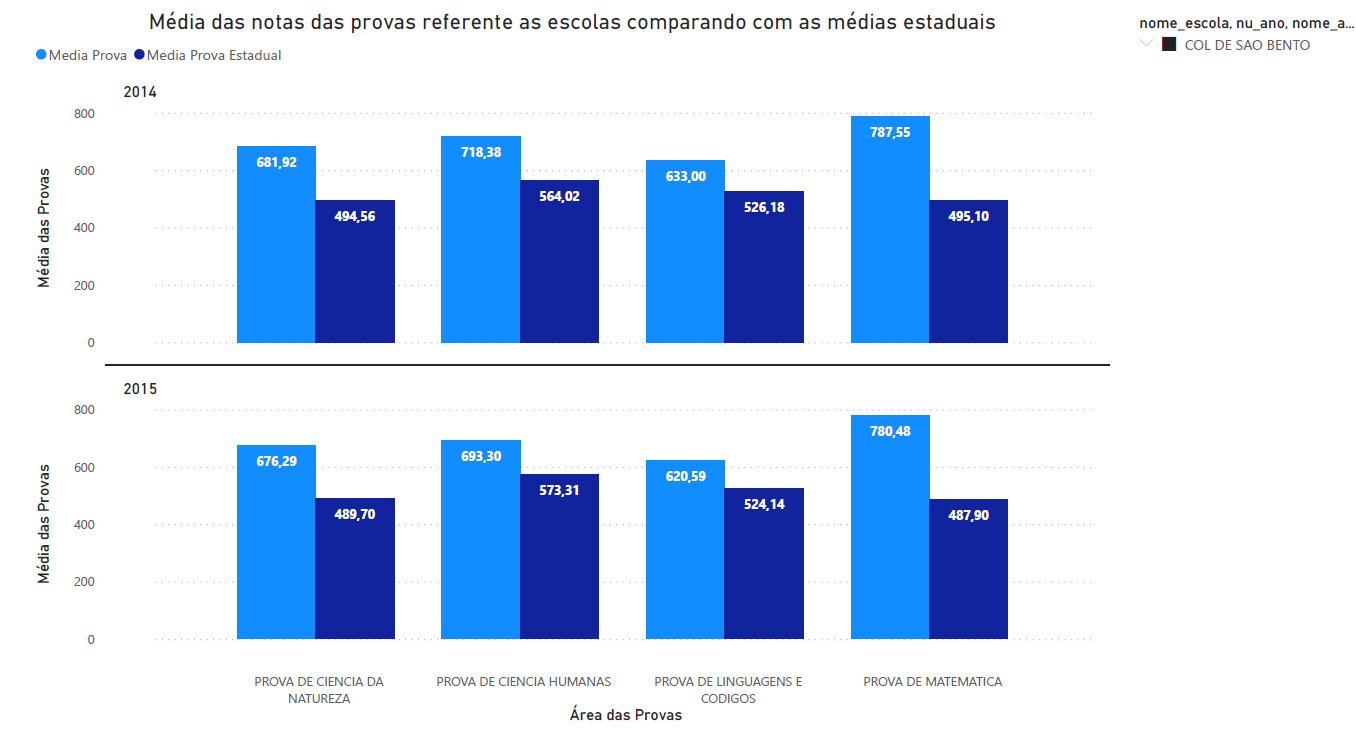 Média das notas das provas referente as escolas comparando com as médias estaduais
Media Prova Media Prova Estadual
nome_escola, nu_ano, nome_a...
COL DE SAO BENTO
2014
Média das Provas
800
600
400
200
0
681,92
494,56
718,38
564,02
633,00
526,18
787,55
495,10
2015
Média das Provas
800
600
400
200
0
676,29
489,70
693,30
573,31
620,59
524,14
780,48
487,90
PROVA DE CIENCIA DA
NATUREZA
PROVA DE CIENCIA HUMANAS
PROVA DE LINGUAGENS E
CODIGOS
PROVA DE MATEMATICA
Área das Provas